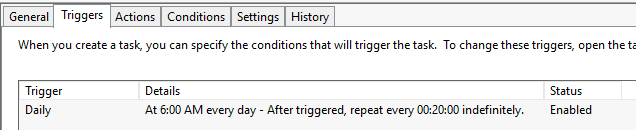 General Triggers Actions Conditions Settings History
When you create a task, you can specify the conditions that will trigger the task. To change these triggers, open the ta
Trigger Details Status
Daily At 6:00 AM every day - After triggered, repeat every 00:20:00 indefinitely. Enabled